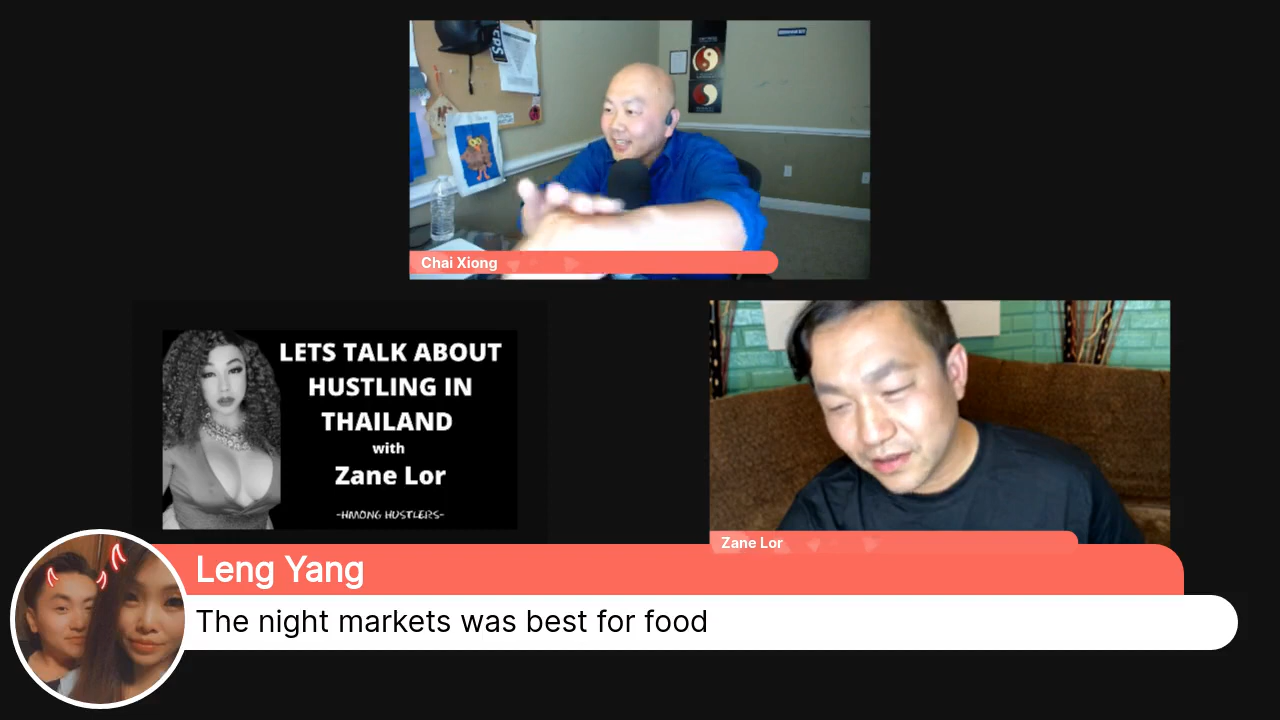 Chai Xiong
LETS TALK ABOUT
HUSTLING IN
THAILAND
with
Zane Lor
-HMONG HUSTLERS-
Zane Lor
Leng Yang
The night markets was best for food